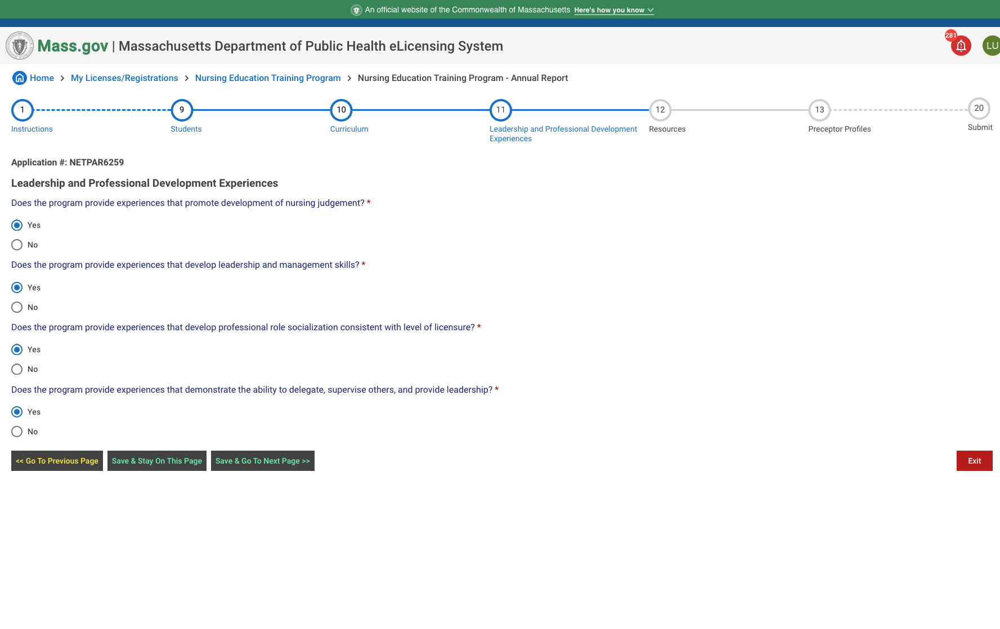 An official website of the Commonwealth of Massachusetts Here's how you know
Mass.gov | Massachusetts Department of Public Health eLicensing System
281
LU
Home > My Licenses/Registrations > Nursing Education Training Program > Nursing Education Training Program - Annual Report
1 9 10 11 12 13 20
Instructions Students Curriculum Leadership and Professional Development Experiences Resources Preceptor Profiles Submit
Application #: NETPAR6259
Leadership and Professional Development Experiences
Does the program provide experiences that promote development of nursing judgement? *
Yes
No
Does the program provide experiences that develop leadership and management skills? *
Yes
No
Does the program provide experiences that develop professional role socialization consistent with level of licensure? *
Yes
No
Does the program provide experiences that demonstrate the ability to delegate, supervise others, and provide leadership? *
Yes
No
<< Go To Previous Page Save & Stay On This Page Save & Go To Next Page >> Exit